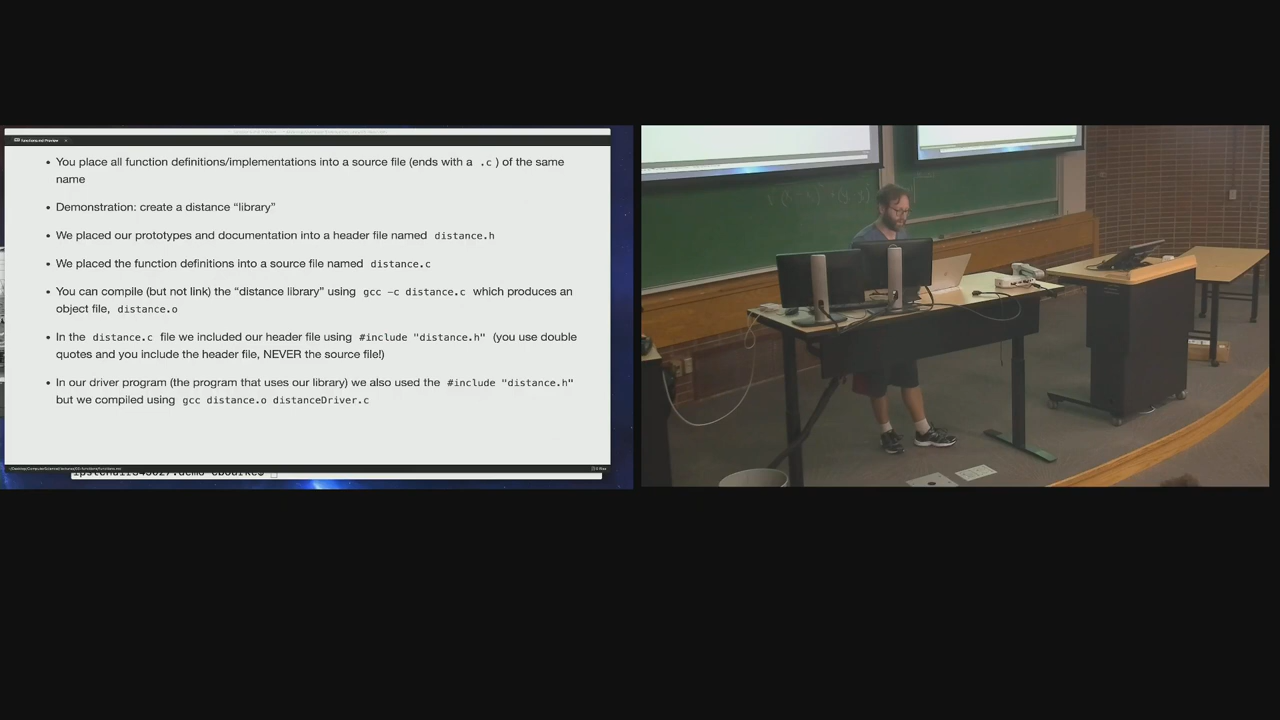 functions.md Preview
• You place all function definitions/implementations into a source file (ends with a .c ) of the same
name
• Demonstration: create a distance “library”
• We placed our prototypes and documentation into a header file named distance.h
• We placed the function definitions into a source file named distance.c
• You can compile (but not link) the “distance library” using gcc -c distance.c which produces an
object file, distance.o
• In the distance.c file we included our header file using #include "distance.h" (you use double
quotes and you include the header file, NEVER the source file!)
• In our driver program (the program that uses our library) we also used the #include "distance.h"
but we compiled using gcc distance.o distanceDriver.c